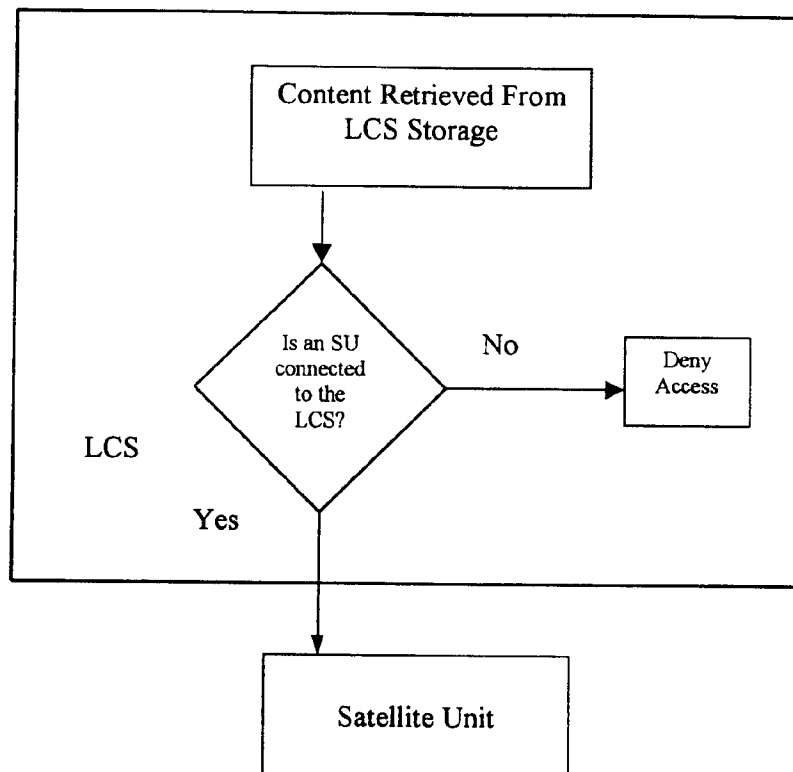 Content Retrieved From
LCS Storage
Is an SU
connected
to the
LCS?
No
Deny
Access
LCS
Yes
Satellite Unit